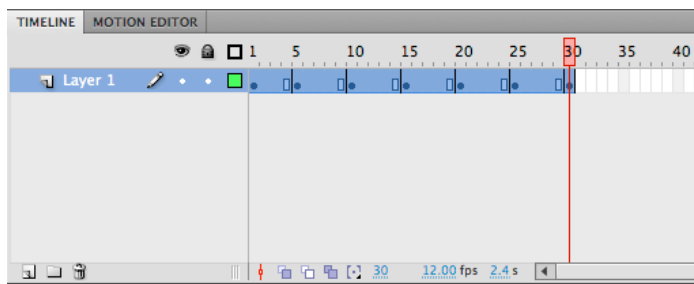 TIMELINE MOTION EDITOR
1 5 10 15 20 25 30 35 40
Layer 1
30 12.00 fps 2.4 s